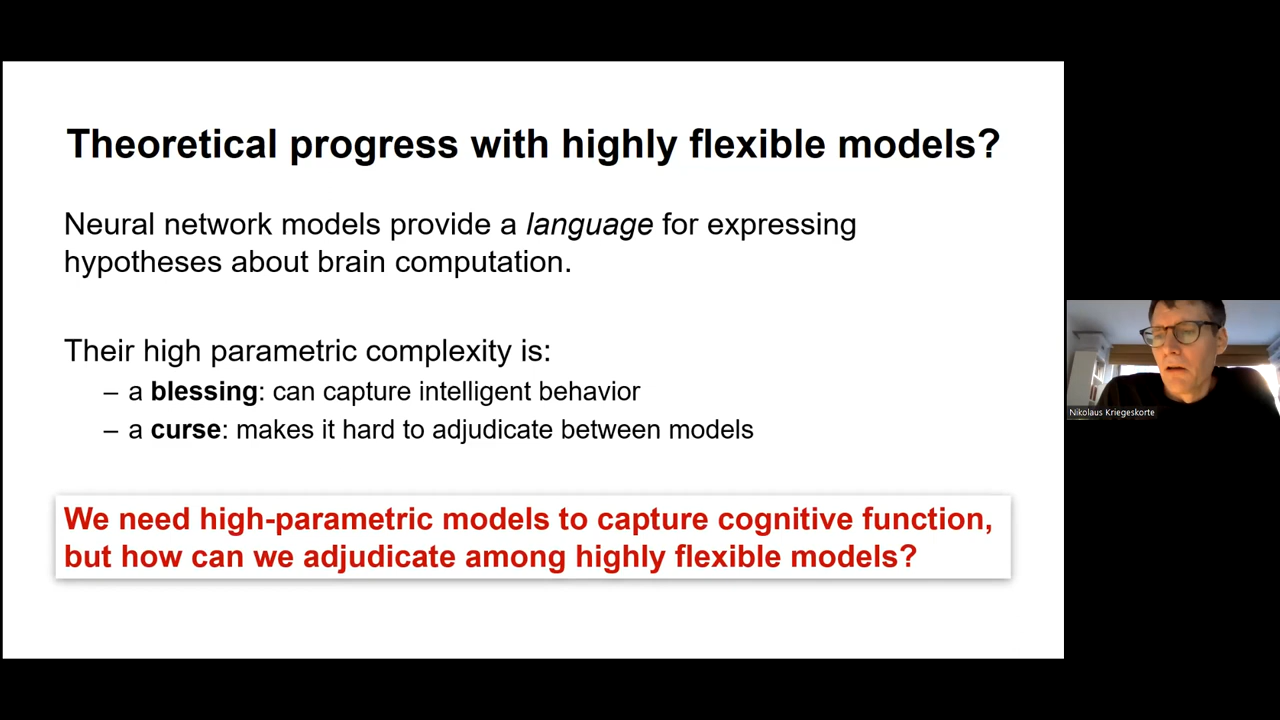 Theoretical progress with highly flexible models?
Neural network models provide a language for expressing
hypotheses about brain computation.
Their high parametric complexity is:
– a blessing: can capture intelligent behavior
– a curse: makes it hard to adjudicate between models
We need high-parametric models to capture cognitive function,
but how can we adjudicate among highly flexible models?
Nikolaus Kriegeskorte